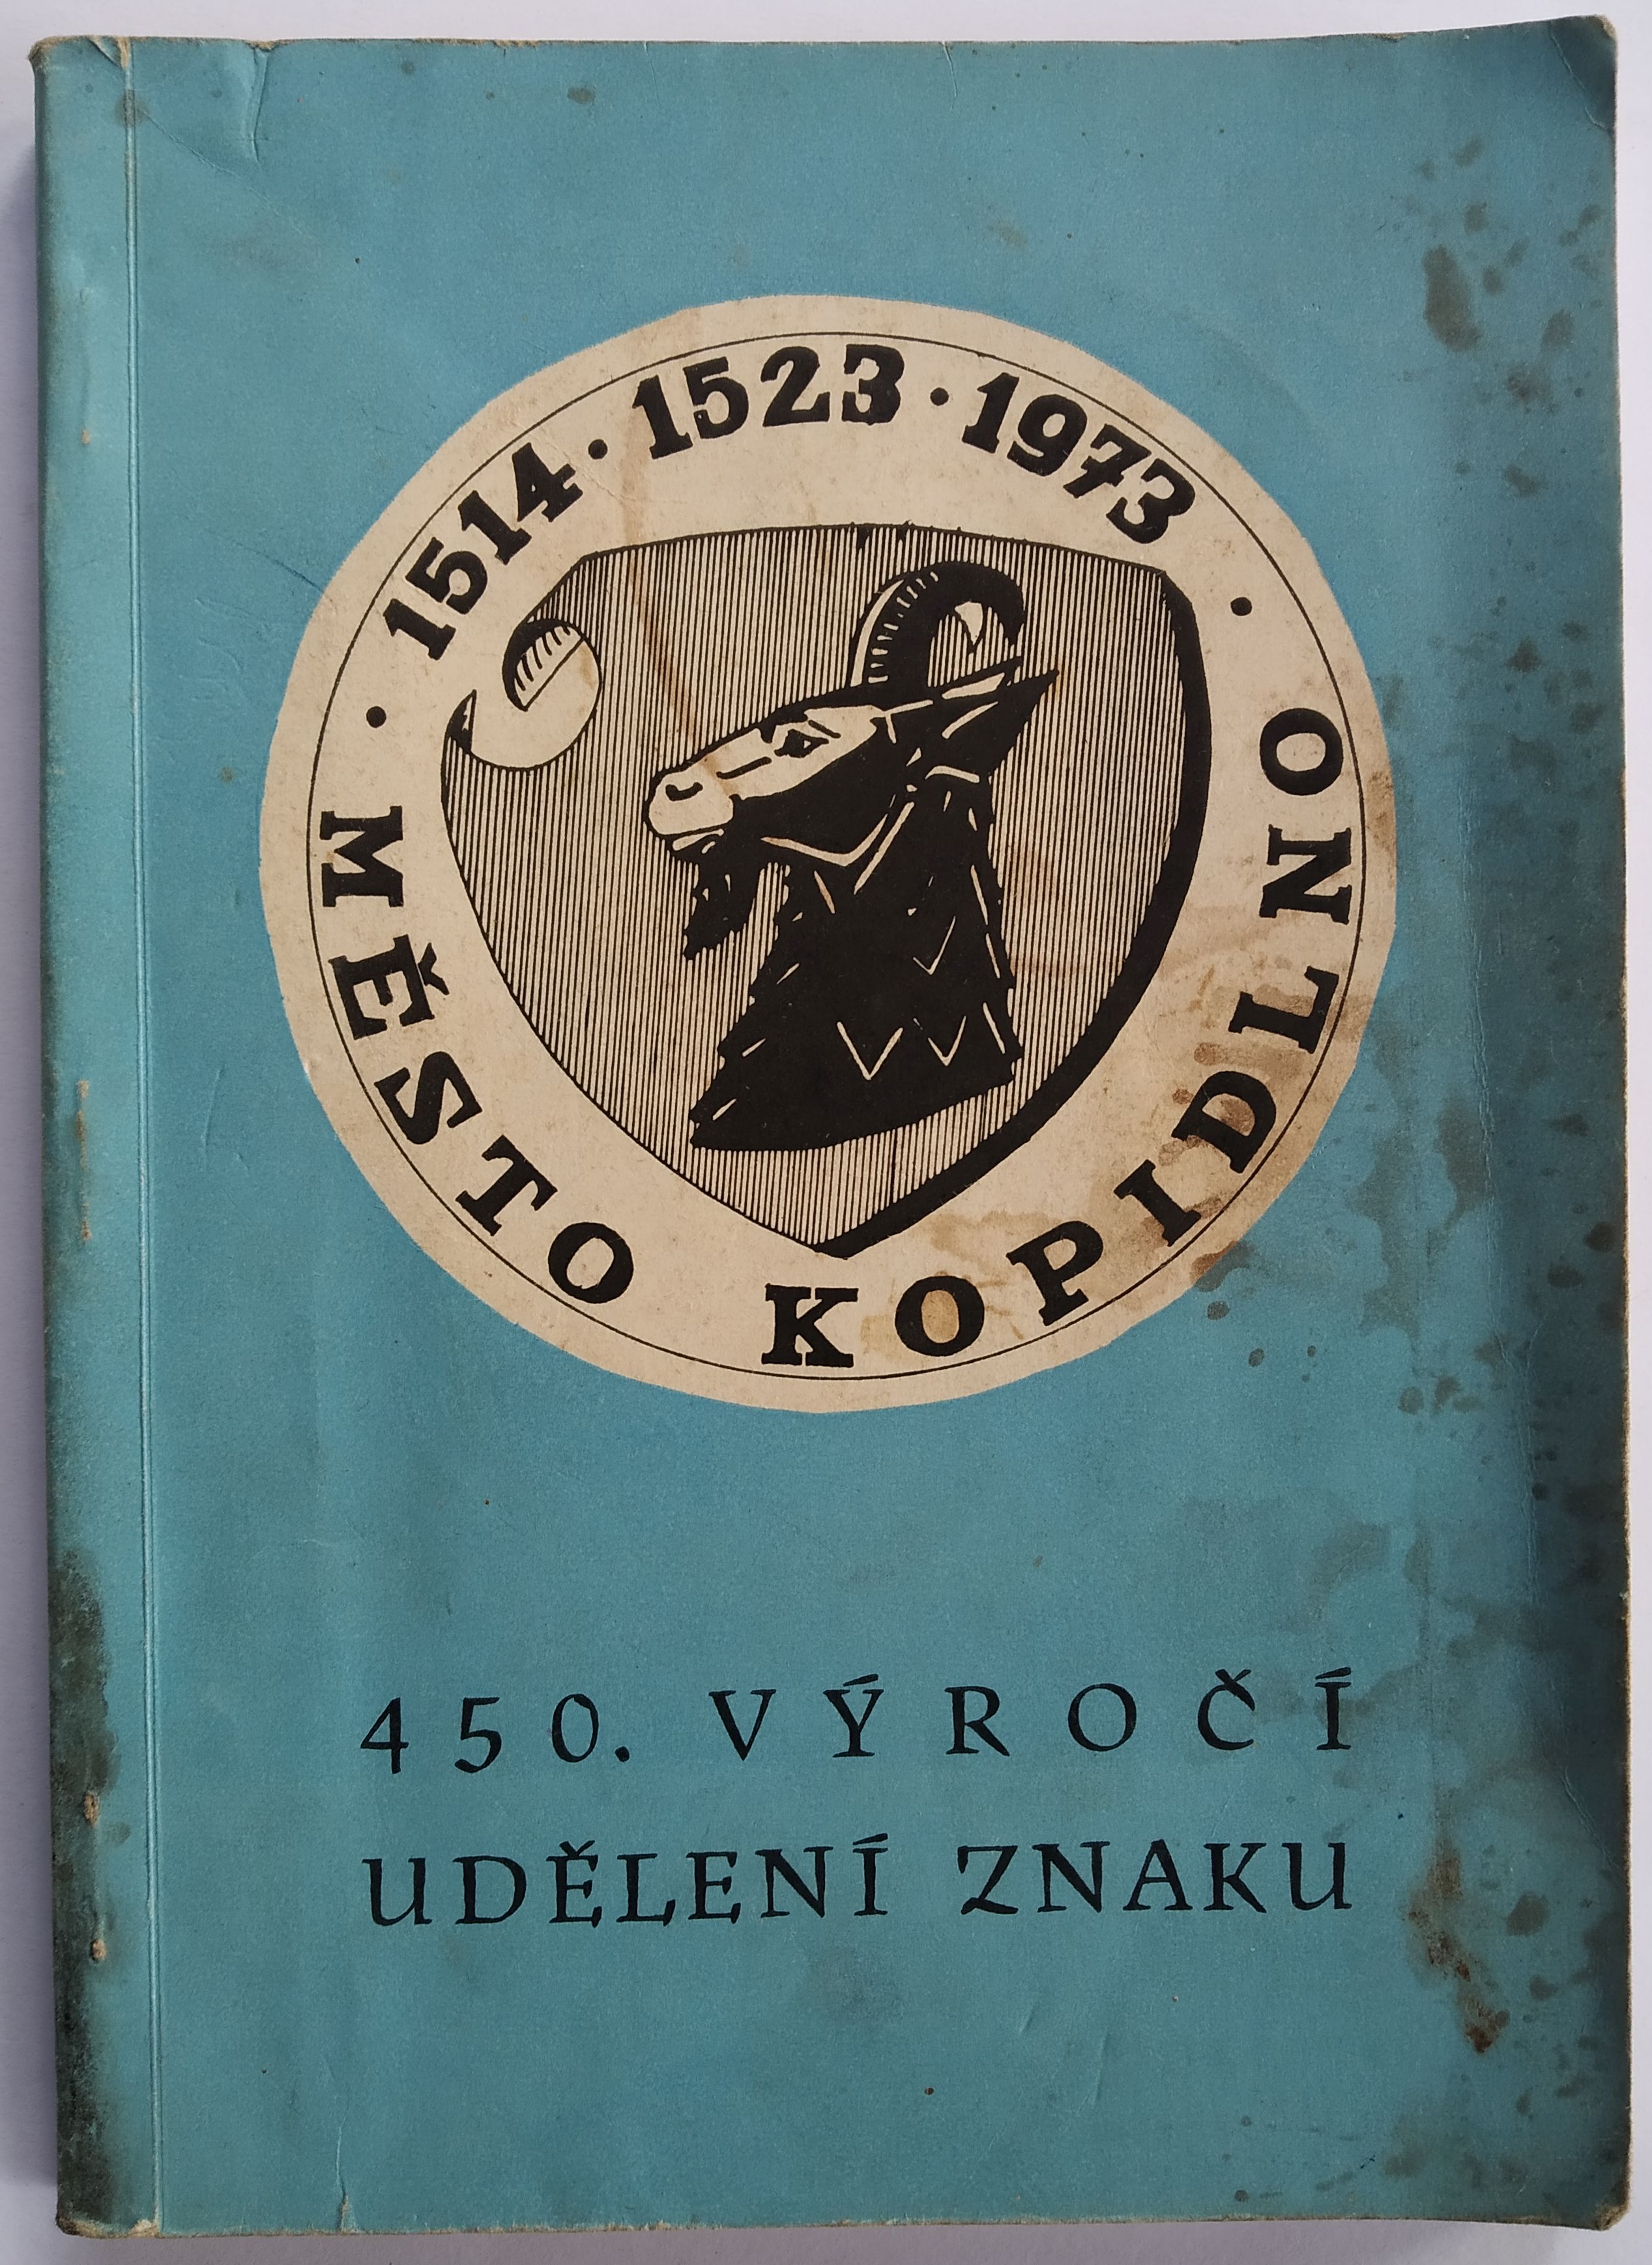 · 1514 · 1523 · 1973 ·
MĚSTO KOPIDLNO
450. VÝROČÍ
UDĚLENÍ ZNAKU